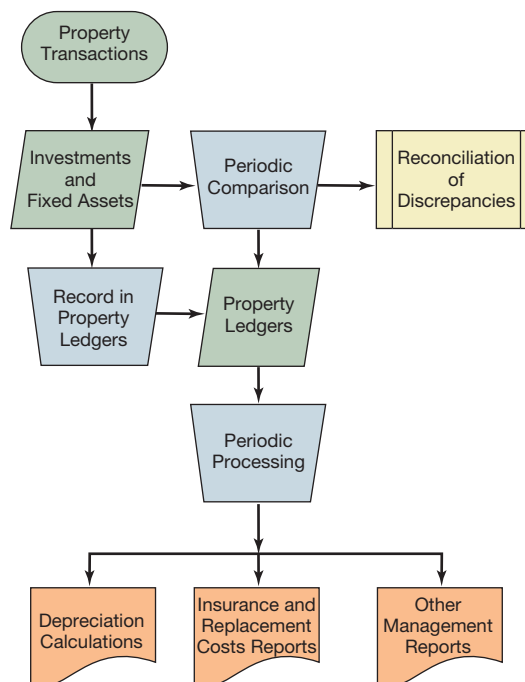 Property
Transactions
Investments
and
Fixed Assets
Periodic
Comparison
Reconciliation
of
Discrepancies
Record in
Property
Ledgers
Property
Ledgers
Periodic
Processing
Depreciation
Calculations
Insurance and
Replacement
Costs Reports
Other
Management
Reports